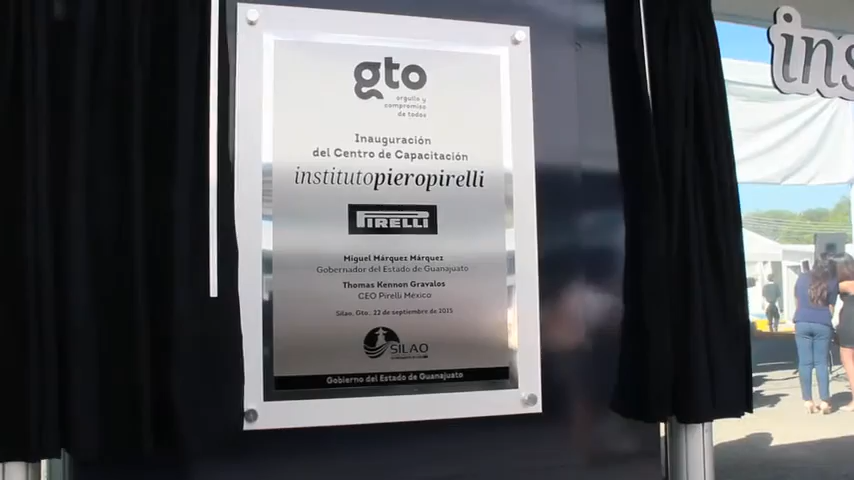 gto
orgullo y
compromiso
de todos
Inauguración
del Centro de Capacitación
institutopieropirelli
PIRELLI
Miguel Márquez Márquez
Gobernador del Estado de Guanajuato
Thomas Kennon Gravalos
CEO Pirelli México
Silao, Gto., 22 de septiembre de 2015
SILAO
Gobierno del Estado de Guanajuato
ins